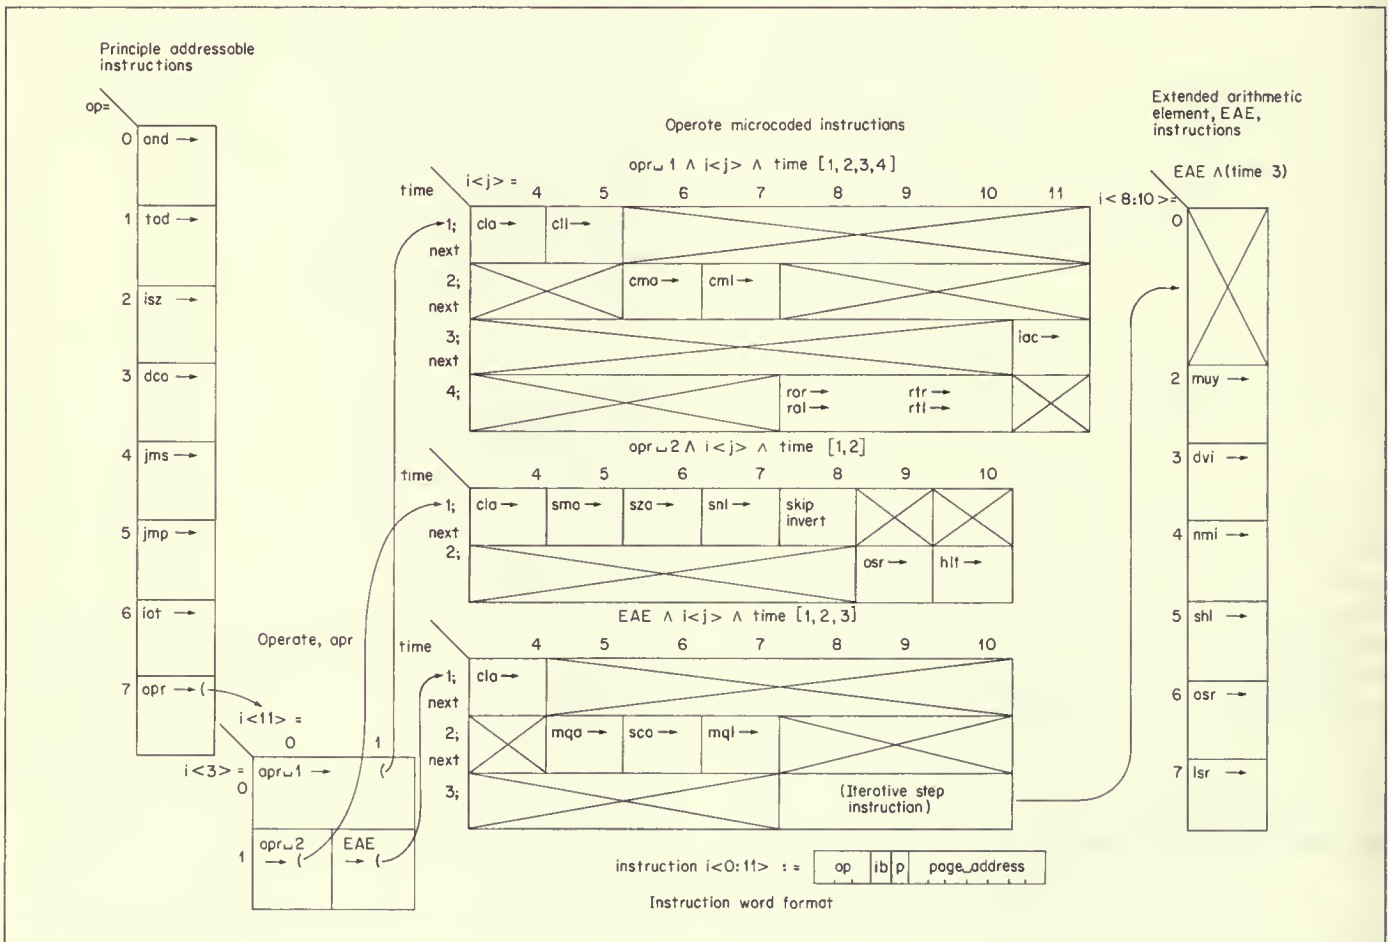 Principle addressable
instructions
op=
0 and →
1 tad →
2 isz →
3 dca →
4 jms →
5 jmp →
6 iot →
7 opr → (
Operate, opr
i<11> =
0 1
i<3> =
0
opr␣1 → (
1
opr␣2
→ (
EAE
→ (
Operate microcoded instructions
opr␣1 ∧ i<j> ∧ time [1,2,3,4]
time
i<j> =
4 5 6 7 8 9 10 11
1; cla → cll →
next
2; cma → cml →
next
3; iac →
next
4; rar → rtr →
ral → rtl →
opr␣2 ∧ i<j> ∧ time [1,2]
time
4 5 6 7 8 9 10
1; cla → sma → sza → snl → skip
invert
next
2; osr → hlt →
EAE ∧ i<j> ∧ time [1,2,3]
time
4 5 6 7 8 9 10
1; cla →
next
2; mqa → sca → mql →
next
3; (Iterative step
instruction)
instruction i<0:11> := op ib p page␣address
Instruction word format
Extended arithmetic
element, EAE,
instructions
EAE ∧(time 3)
i<8:10>=
0
2 muy →
3 dvi →
4 nmi →
5 shl →
6 asr →
7 lsr →